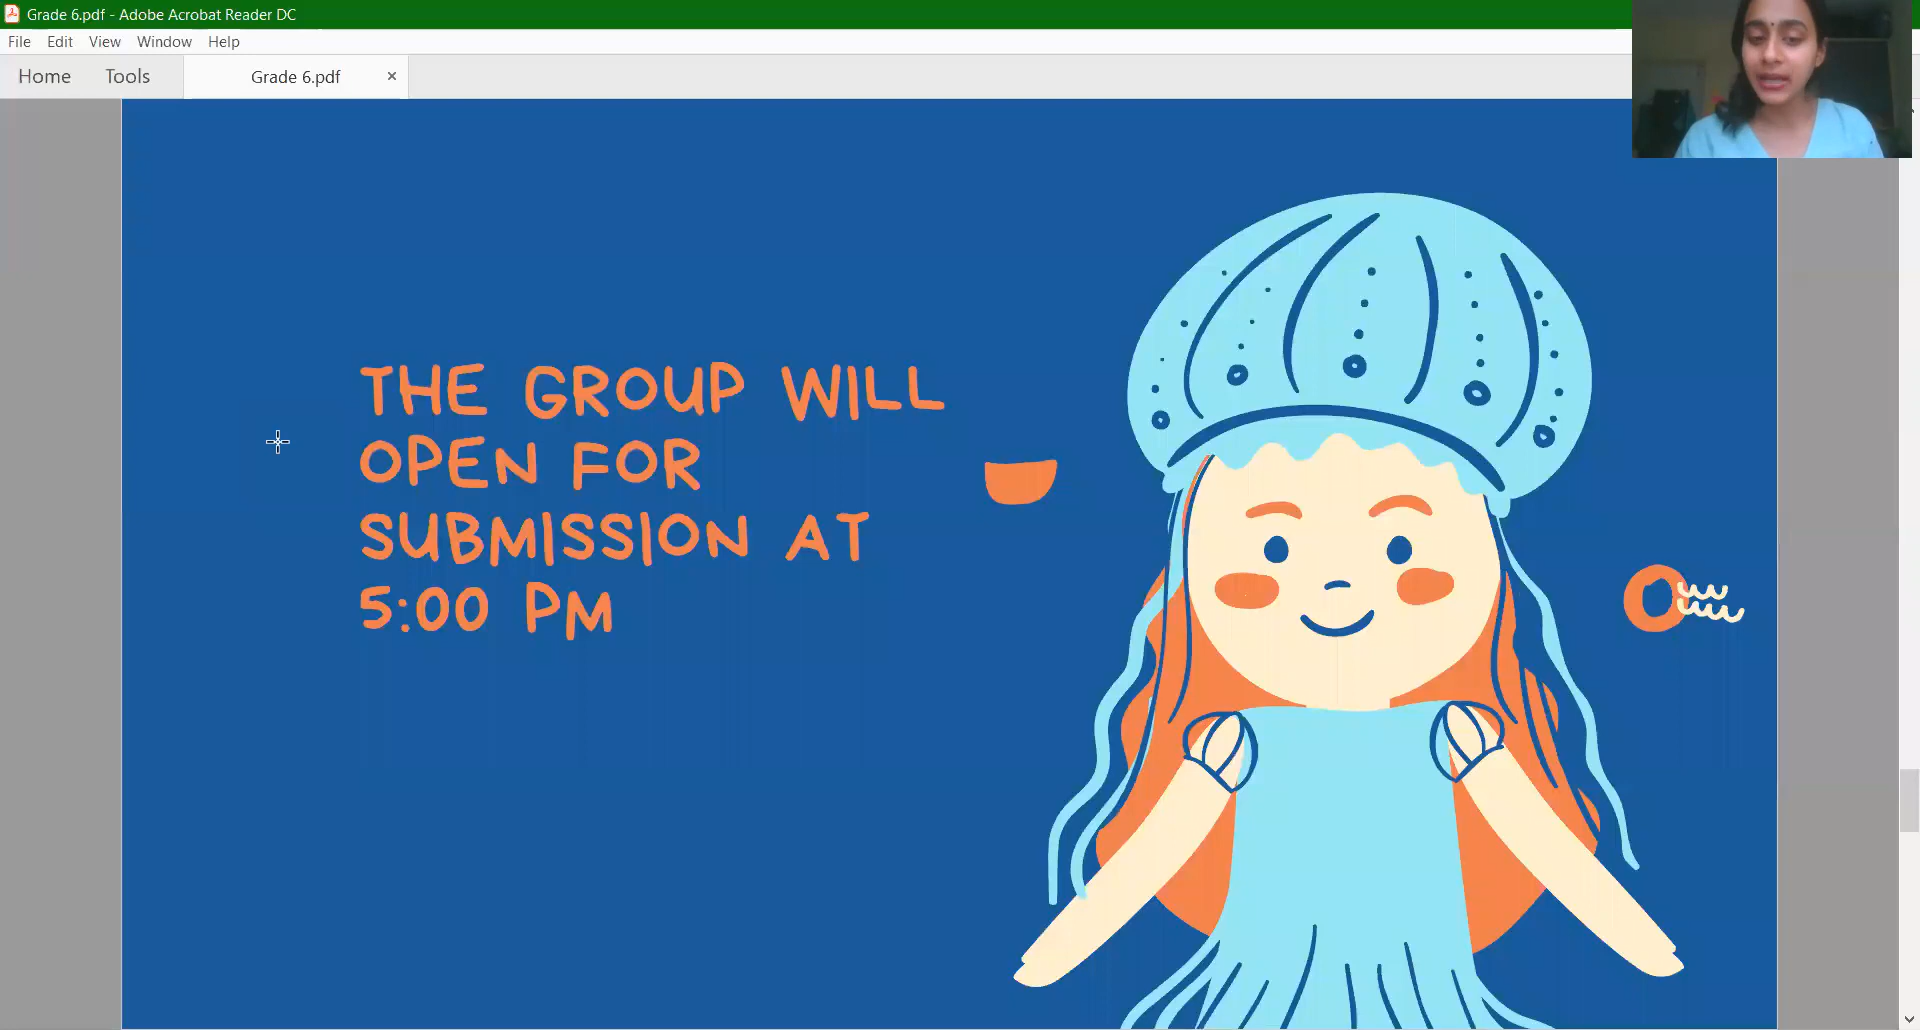 Grade 6.pdf - Adobe Acrobat Reader DC
File Edit View Window Help
Home Tools Grade 6.pdf ×
THE GROUP WILL
OPEN FOR
SUBMISSION AT
5:00 PM